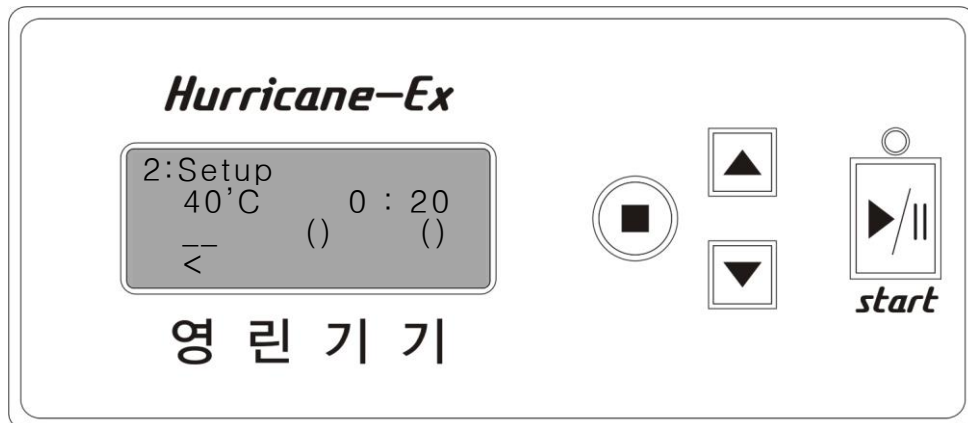 Hurricane-Ex
2:Setup
40'C 0 : 20
__ () ()
<
영 린 기 기
start